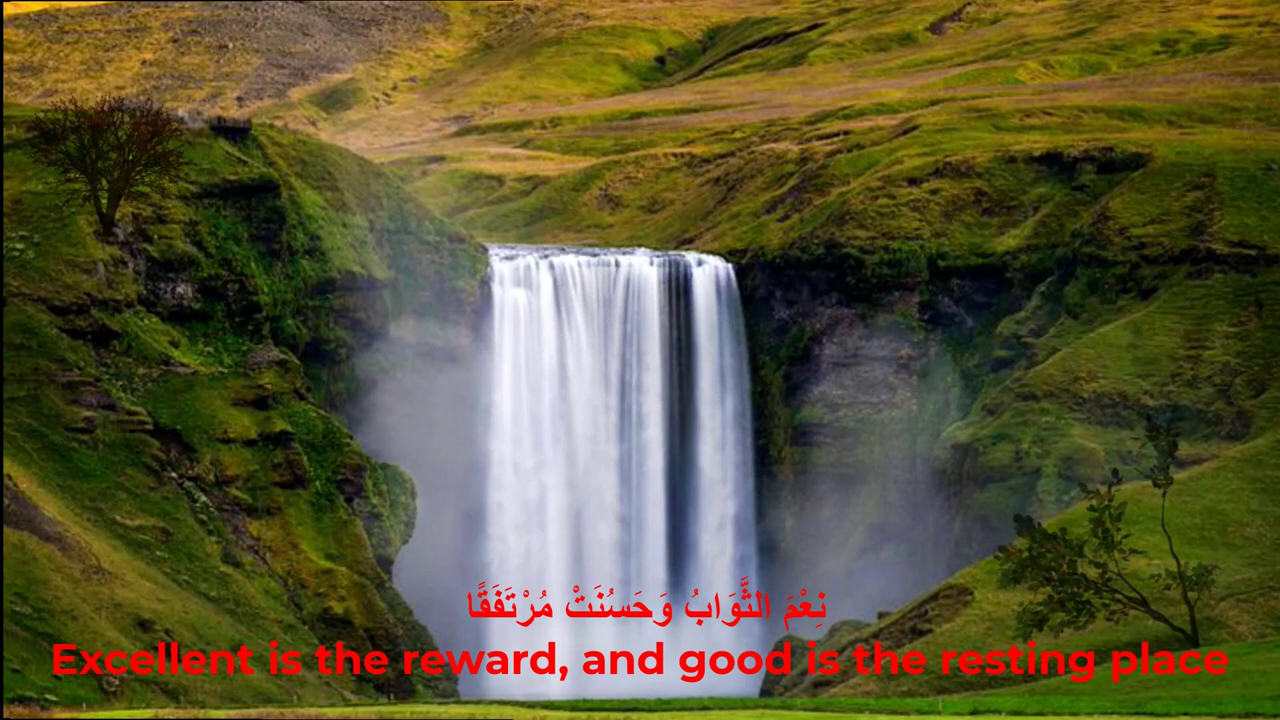 نِعْمَ الثَّوَابُ وَحَسُنَتْ مُرْتَفَقًا
Excellent is the reward, and good is the resting place